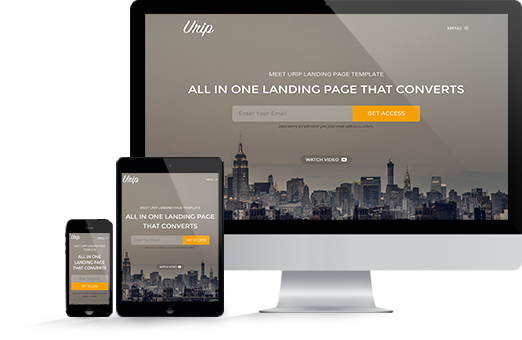 Urip
MENU
MEET URIP LANDING PAGE TEMPLATE
ALL IN ONE LANDING PAGE THAT CONVERTS
Enter Your Email
GET ACCESS
WATCH VIDEO
Urip
MENU
MEET URIP LANDING PAGE TEMPLATE
ALL IN ONE LANDING PAGE
THAT CONVERTS
Enter Your Email
GET ACCESS
WATCH VIDEO
Urip
MEET URIP LANDING PAGE
TEMPLATE
ALL IN ONE
LANDING PAGE
THAT CONVERTS
GET ACCESS